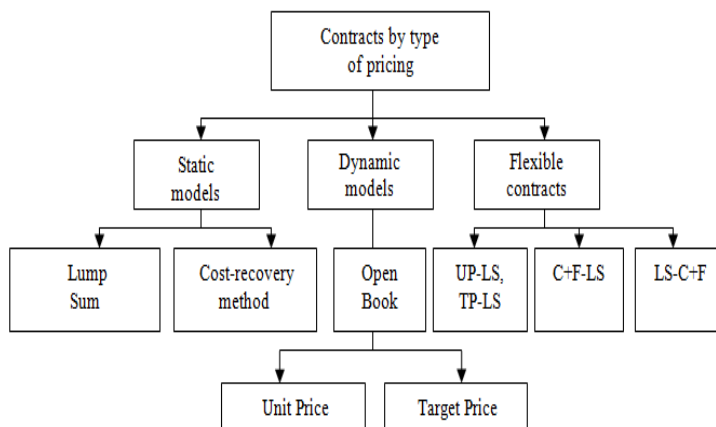 Contracts by type
of pricing
Static
models
Dynamic
models
Flexible
contracts
Lump
Sum
Cost-recovery
method
Open
Book
UP-LS,
TP-LS
C+F-LS
LS-C+F
Unit Price
Target Price